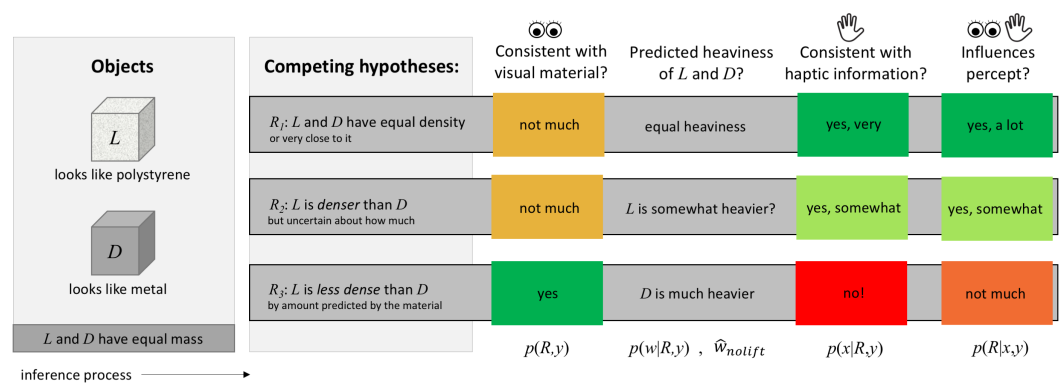 Objects
L
looks like polystyrene
D
looks like metal
L and D have equal mass
inference process
Competing hypotheses:
Consistent with
visual material?
Predicted heaviness
of L and D?
Consistent with
haptic information?
Influences
percept?
R₁: L and D have equal density
or very close to it
not much
equal heaviness
yes, very
yes, a lot
R₂: L is denser than D
but uncertain about how much
not much
L is somewhat heavier?
yes, somewhat
yes, somewhat
R₃: L is less dense than D
by amount predicted by the material
yes
D is much heavier
no!
not much
p(R,y)
p(w|R,y) , ŵnolift
p(x|R,y)
p(R|x,y)